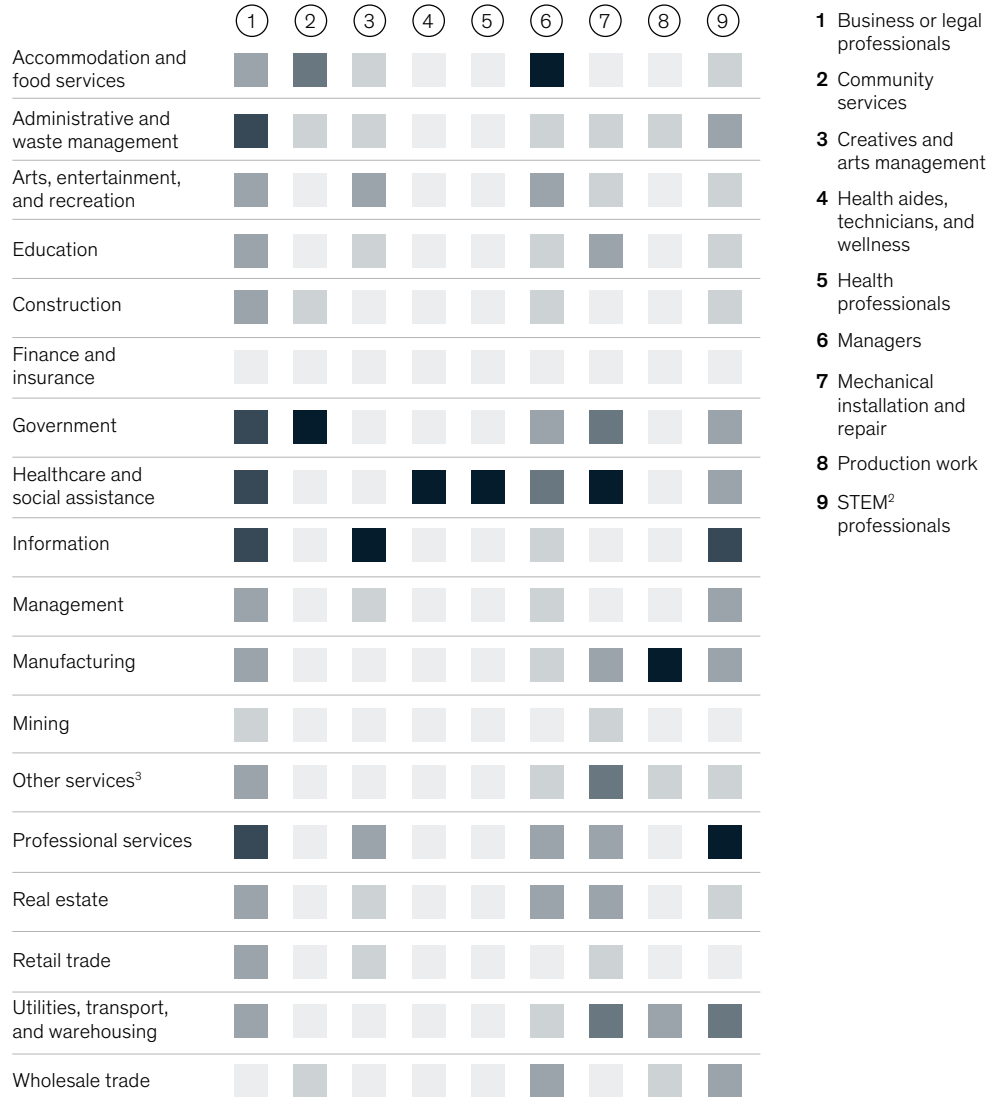 1 2 3 4 5 6 7 8 9
Accommodation and
food services
Administrative and
waste management
Arts, entertainment,
and recreation
Education
Construction
Finance and
insurance
Government
Healthcare and
social assistance
Information
Management
Manufacturing
Mining
Other services³
Professional services
Real estate
Retail trade
Utilities, transport,
and warehousing
Wholesale trade
1 Business or legal
professionals
2 Community
services
3 Creatives and
arts management
4 Health aides,
technicians, and
wellness
5 Health
professionals
6 Managers
7 Mechanical
installation and
repair
8 Production work
9 STEM²
professionals